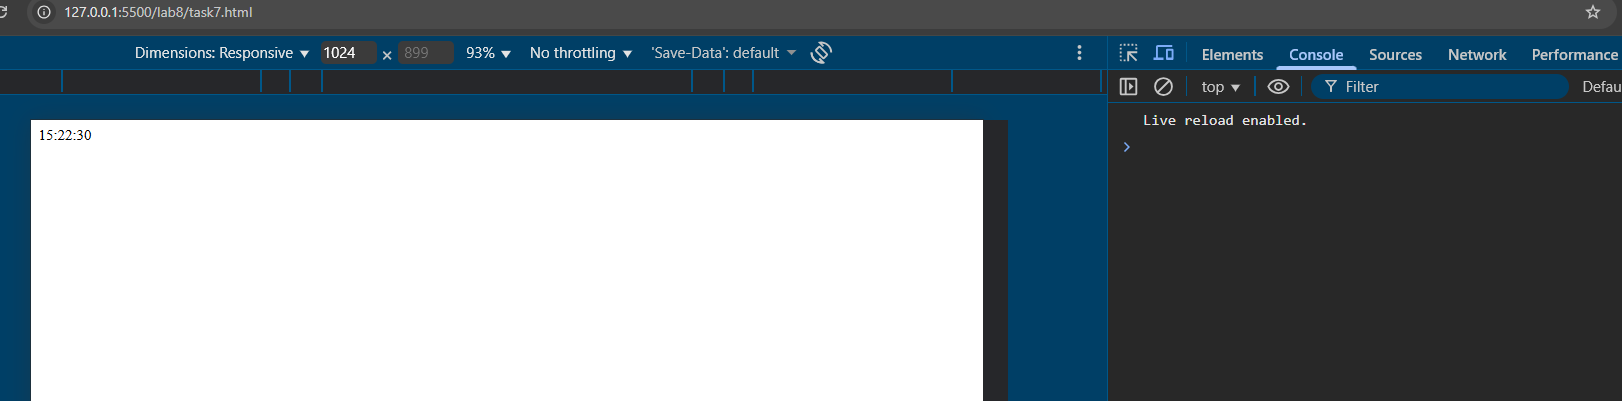 127.0.0.1:5500/lab8/task7.html
Dimensions: Responsive 1024 × 899 93% No throttling 'Save-Data': default
Elements Console Sources Network Performance
top Filter Defau
15:22:30
Live reload enabled.